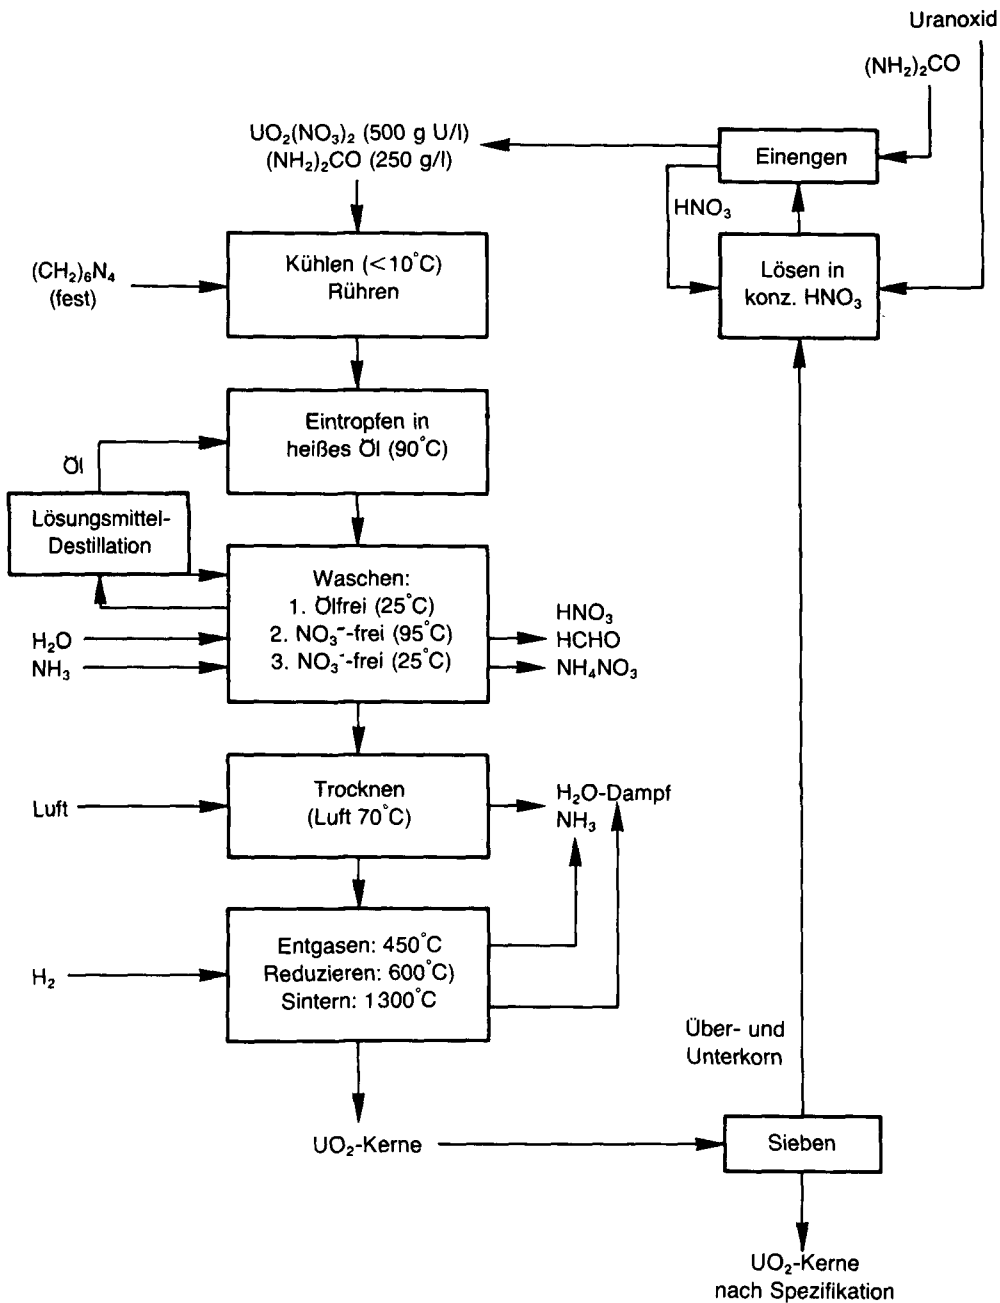 Uranoxid
(NH₂)₂CO
UO₂(NO₃)₂ (500 g U/l)
(NH₂)₂CO (250 g/l)
Einengen
HNO₃
Lösen in
konz. HNO₃
(CH₂)₆N₄
(fest)
Kühlen (<10°C)
Rühren
Eintropfen in
heißes Öl (90°C)
Öl
Lösungsmittel-
Destillation
Waschen:
1. Ölfrei (25°C)
2. NO₃⁻-frei (95°C)
3. NO₃⁻-frei (25°C)
H₂O
NH₃
HNO₃
HCHO
NH₄NO₃
Luft
Trocknen
(Luft 70°C)
H₂O-Dampf
NH₃
H₂
Entgasen: 450°C
Reduzieren: 600°C)
Sintern: 1300°C
Über- und
Unterkorn
UO₂-Kerne
Sieben
UO₂-Kerne
nach Spezifikation